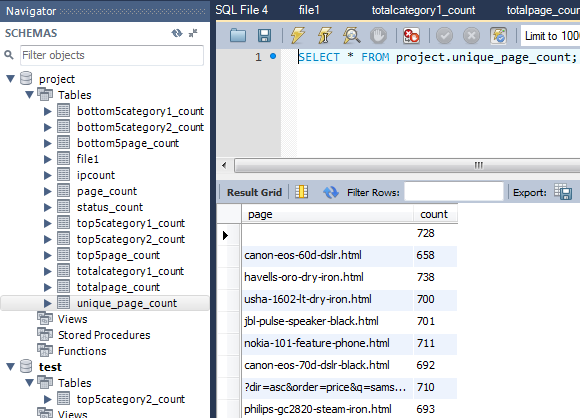 Navigator
SCHEMAS
Filter objects
project
Tables
bottom5category1_count
bottom5category2_count
bottom5page_count
file1
ipcount
page_count
status_count
top5category1_count
top5category2_count
top5page_count
totalcategory1_count
totalpage_count
unique_page_count
Views
Stored Procedures
Functions
test
Tables
top5category2_count
Views
SQL File 4 file1 totalcategory1_count totalpage_count
Limit to 1000
1 SELECT * FROM project.unique_page_count;
Result Grid Filter Rows: Export:
page count
728
canon-eos-60d-dslr.html 658
havells-oro-dry-iron.html 738
usha-1602-lt-dry-iron.html 700
jbl-pulse-speaker-black.html 701
nokia-101-feature-phone.html 711
canon-eos-70d-dslr-black.html 692
?dir=asc&order=price&q=sams... 710
philips-gc2820-steam-iron.html 693